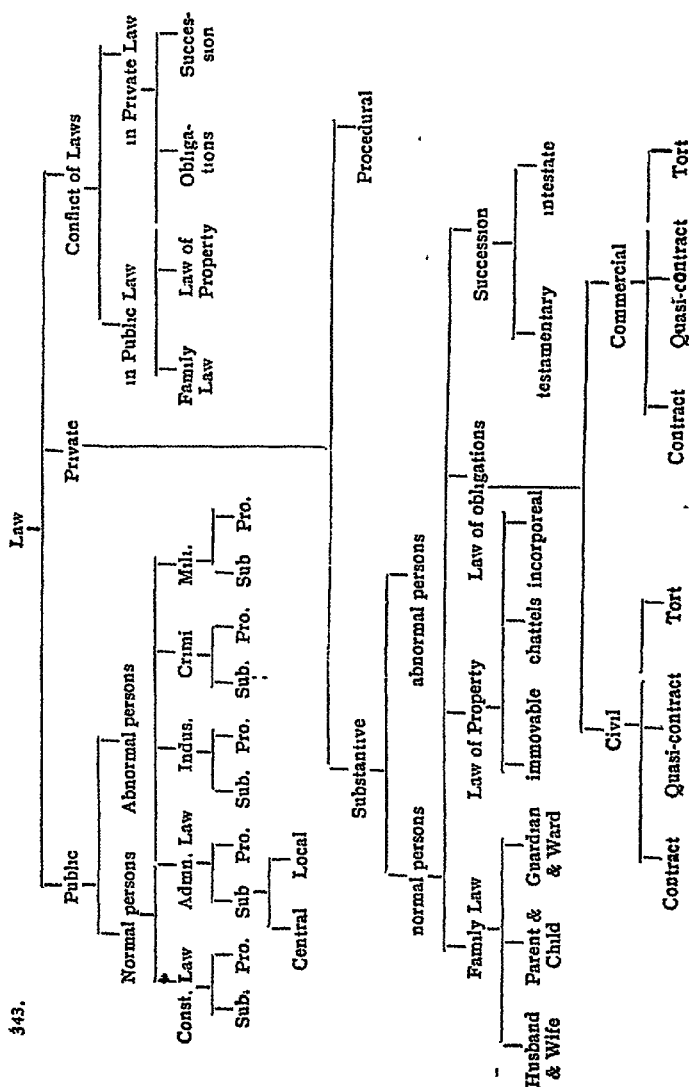 343.
Law
Public Private Conflict of Laws
Normal persons Abnormal persons in Public Law in Private Law
Const. Law Admn. Law Indus. Crimi Mili. Family Law of Obliga- Succes-
Law Property tions sion
Sub. Pro. Sub Pro. Sub. Pro. Sub. Pro. Sub Pro.
Central Local
Substantive Procedural
normal persons abnormal persons
Family Law Law of Property Law of obligations Succession
Husband Parent & Guardian immovable chattels incorporeal testamentary intestate
& Wife Child & Ward
Civil Commercial
Contract Quasi-contract Tort Contract Quasi-contract Tort